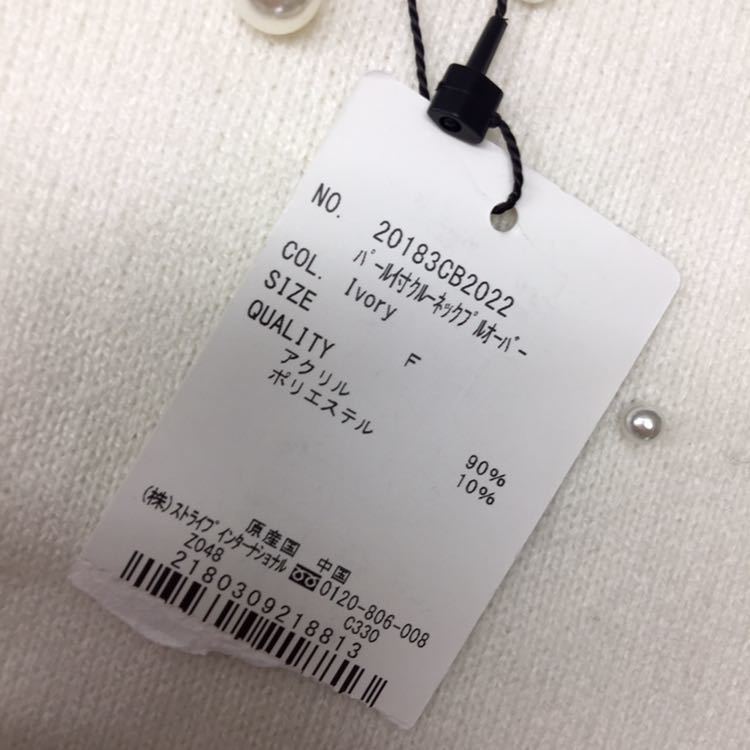 NO. 20183CB2022
ﾊﾟｰﾙ付ｸﾙｰﾈｯｸﾌﾟﾙｵｰﾊﾞｰ
COL. Ivory
SIZE F
QUALITY
アクリル 90%
ポリエステル 10%
原産国 中国
(株)ｽﾄﾗｲﾌﾟｲﾝﾀｰﾅｼｮﾅﾙ 0120-806-008
Z048 C330
2180309218813